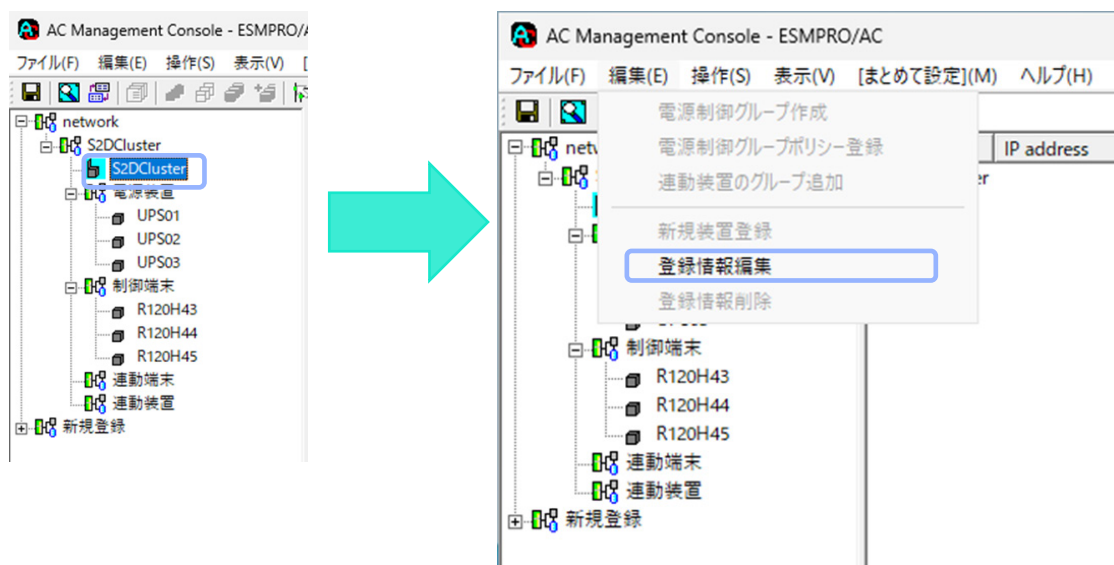 AC Management Console - ESMPRO/A
ファイル(F) 編集(E) 操作(S) 表示(V) [
network
S2DCluster
S2DCluster
電源装置
UPS01
UPS02
UPS03
制御端末
R120H43
R120H44
R120H45
連動端末
連動装置
新規登録
AC Management Console - ESMPRO/AC
ファイル(F) 編集(E) 操作(S) 表示(V) [まとめて設定](M) ヘルプ(H)
電源制御グループ作成
電源制御グループポリシー登録
連動装置のグループ追加
新規装置登録
登録情報編集
登録情報削除
IP address
er
netw
制御端末
R120H43
R120H44
R120H45
連動端末
連動装置
新規登録